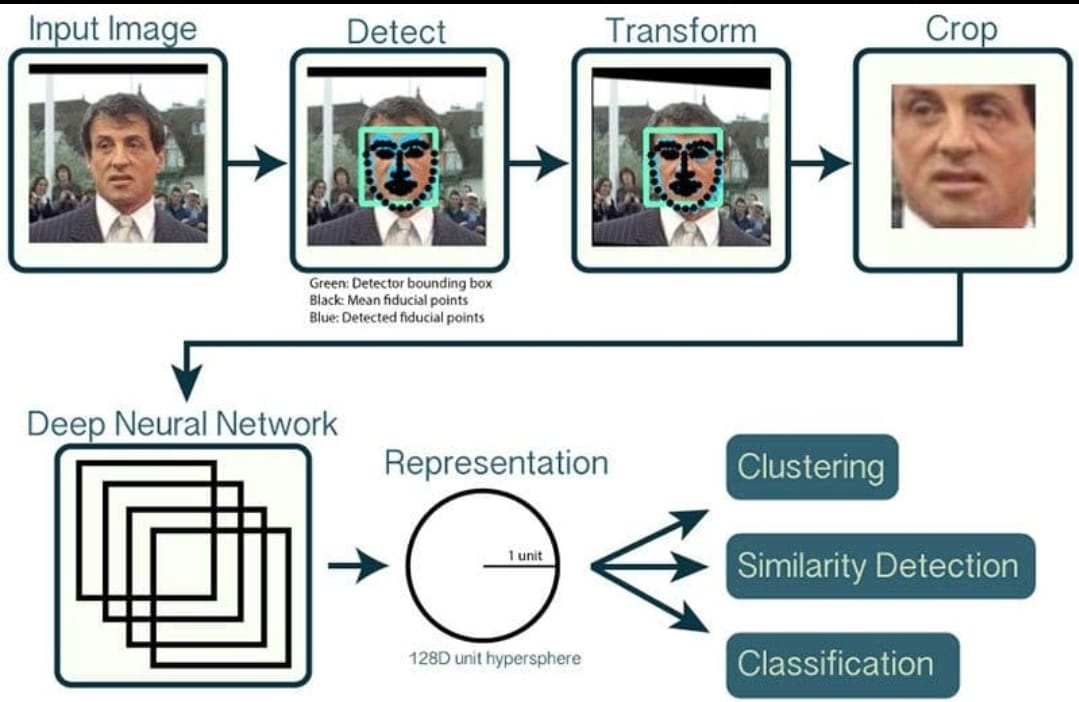 Input Image
Detect
Transform
Crop
Green: Detector bounding box
Black: Mean fiducial points
Blue: Detected fiducial points
Deep Neural Network
Representation
1 unit
128D unit hypersphere
Clustering
Similarity Detection
Classification